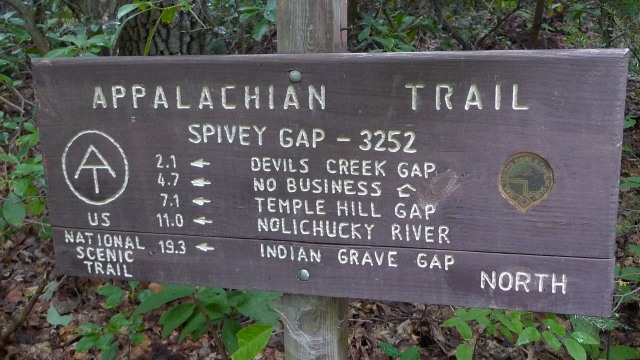 APPALACHIAN TRAIL
SPIVEY GAP - 3252
2.1 ← DEVILS CREEK GAP
4.7 ← NO BUSINESS
7.1 ← TEMPLE HILL GAP
11.0 ← NOLICHUCKY RIVER
19.3 ← INDIAN GRAVE GAP
US
NATIONAL
SCENIC
TRAIL
NORTH